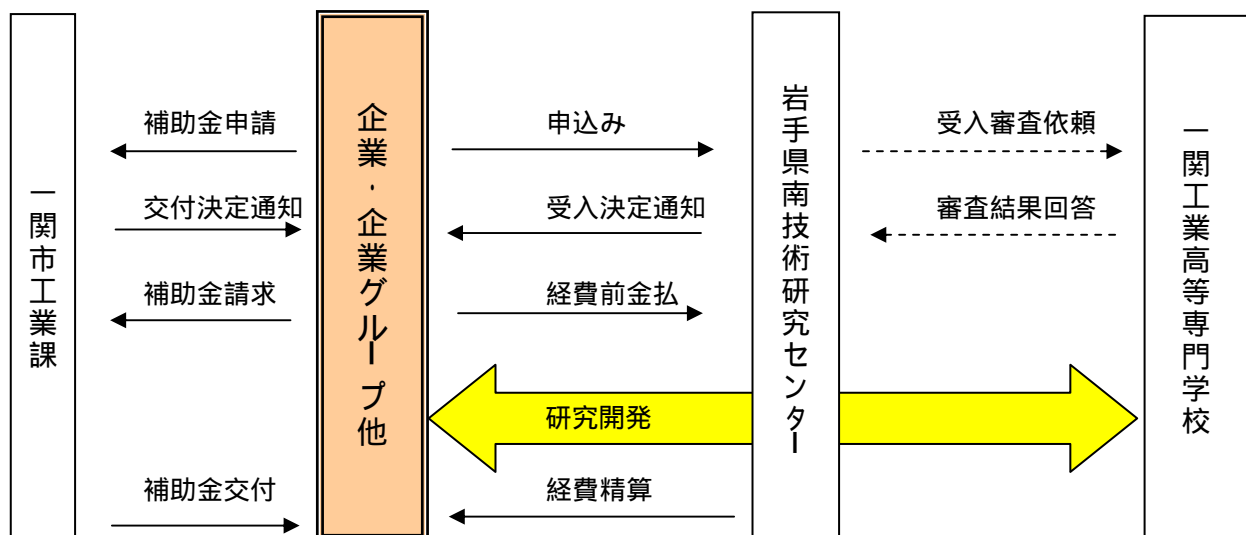 一関市工業課
補助金申請
交付決定通知
補助金請求
補助金交付
企業・企業グループ他
申込み
受入決定通知
経費前金払
研究開発
経費精算
岩手県南技術研究センター
受入審査依頼
審査結果回答
一関工業高等専門学校